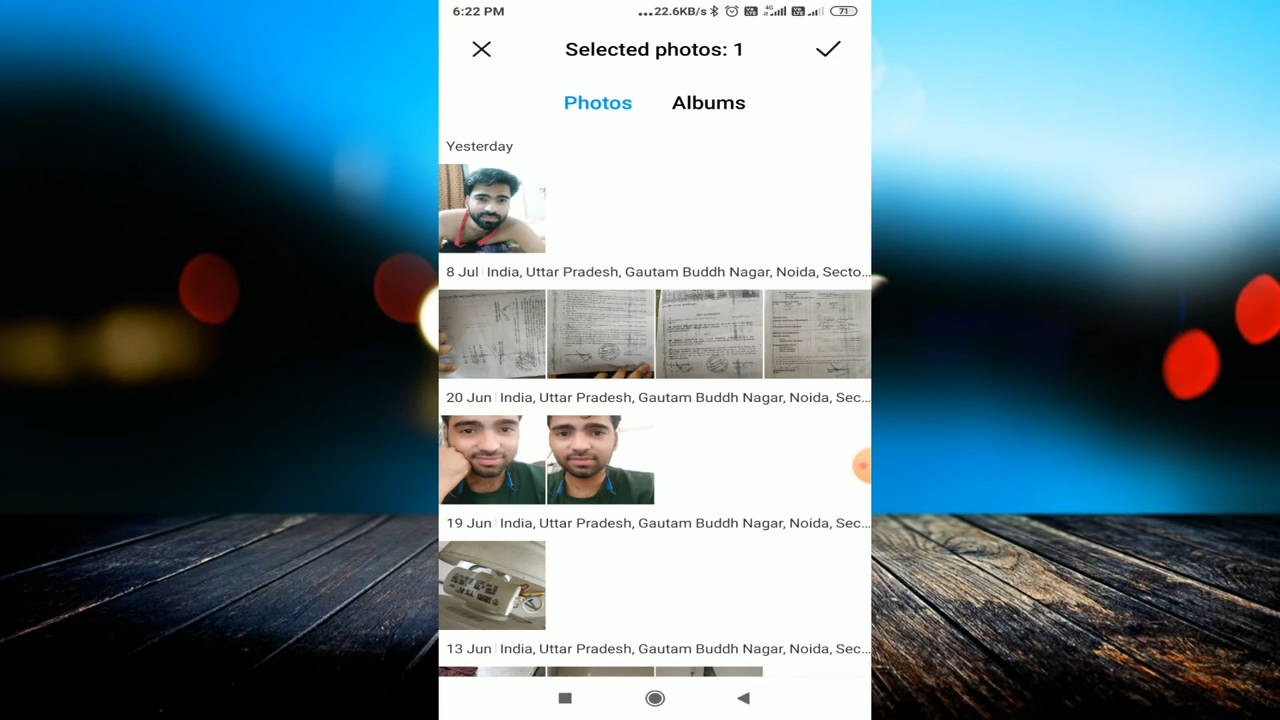 6:22 PM ...22.6KB/s 4G 71
Selected photos: 1
Photos Albums
Yesterday
8 Jul India, Uttar Pradesh, Gautam Buddh Nagar, Noida, Secto...
20 Jun India, Uttar Pradesh, Gautam Buddh Nagar, Noida, Sec...
19 Jun India, Uttar Pradesh, Gautam Buddh Nagar, Noida, Sec...
13 Jun India, Uttar Pradesh, Gautam Buddh Nagar, Noida, Sec...